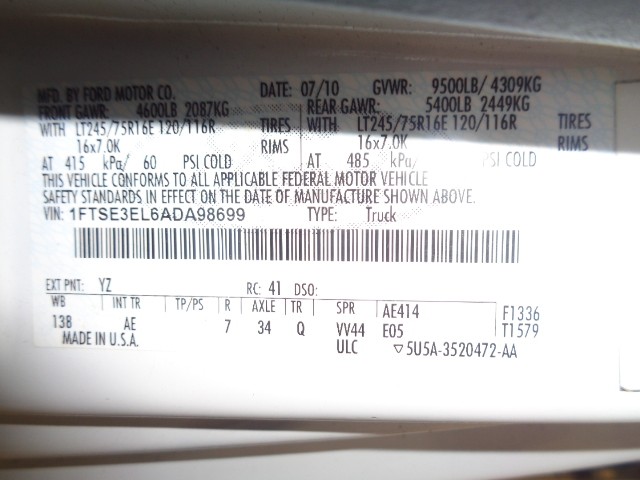 MFD. BY FORD MOTOR CO. DATE: 07/10 GVWR: 9500LB/ 4309KG
FRONT GAWR: 4600LB 2087KG REAR GAWR: 5400LB 2449KG
WITH LT245/75R16E 120/116R TIRES WITH LT245/75R16E 120/116R TIRES
16x7.0K RIMS 16x7.0K RIMS
AT 415 kPa/ 60 PSI COLD AT 485 kPa/ PSI COLD
THIS VEHICLE CONFORMS TO ALL APPLICABLE FEDERAL MOTOR VEHICLE
SAFETY STANDARDS IN EFFECT ON THE DATE OF MANUFACTURE SHOWN ABOVE.
VIN: 1FTSE3EL6ADA98699 TYPE: Truck
EXT PNT: YZ RC: 41 DSO:
WB INT TR TP/PS R AXLE TR SPR AE414 F1336
138 AE 7 34 Q VV44 E05 T1579
MADE IN U.S.A. ULC ▽5U5A-3520472-AA